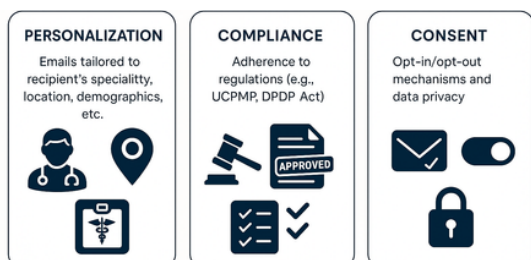 PERSONALIZATION
Emails tailored to
recipient's specialitty,
location, demographics,
etc.
COMPLIANCE
Adherence to
regulations (e.g.,
UCPMP, DPDP Act)
APPROVED
CONSENT
Opt-in/opt-out
mechanisms and
data privacy